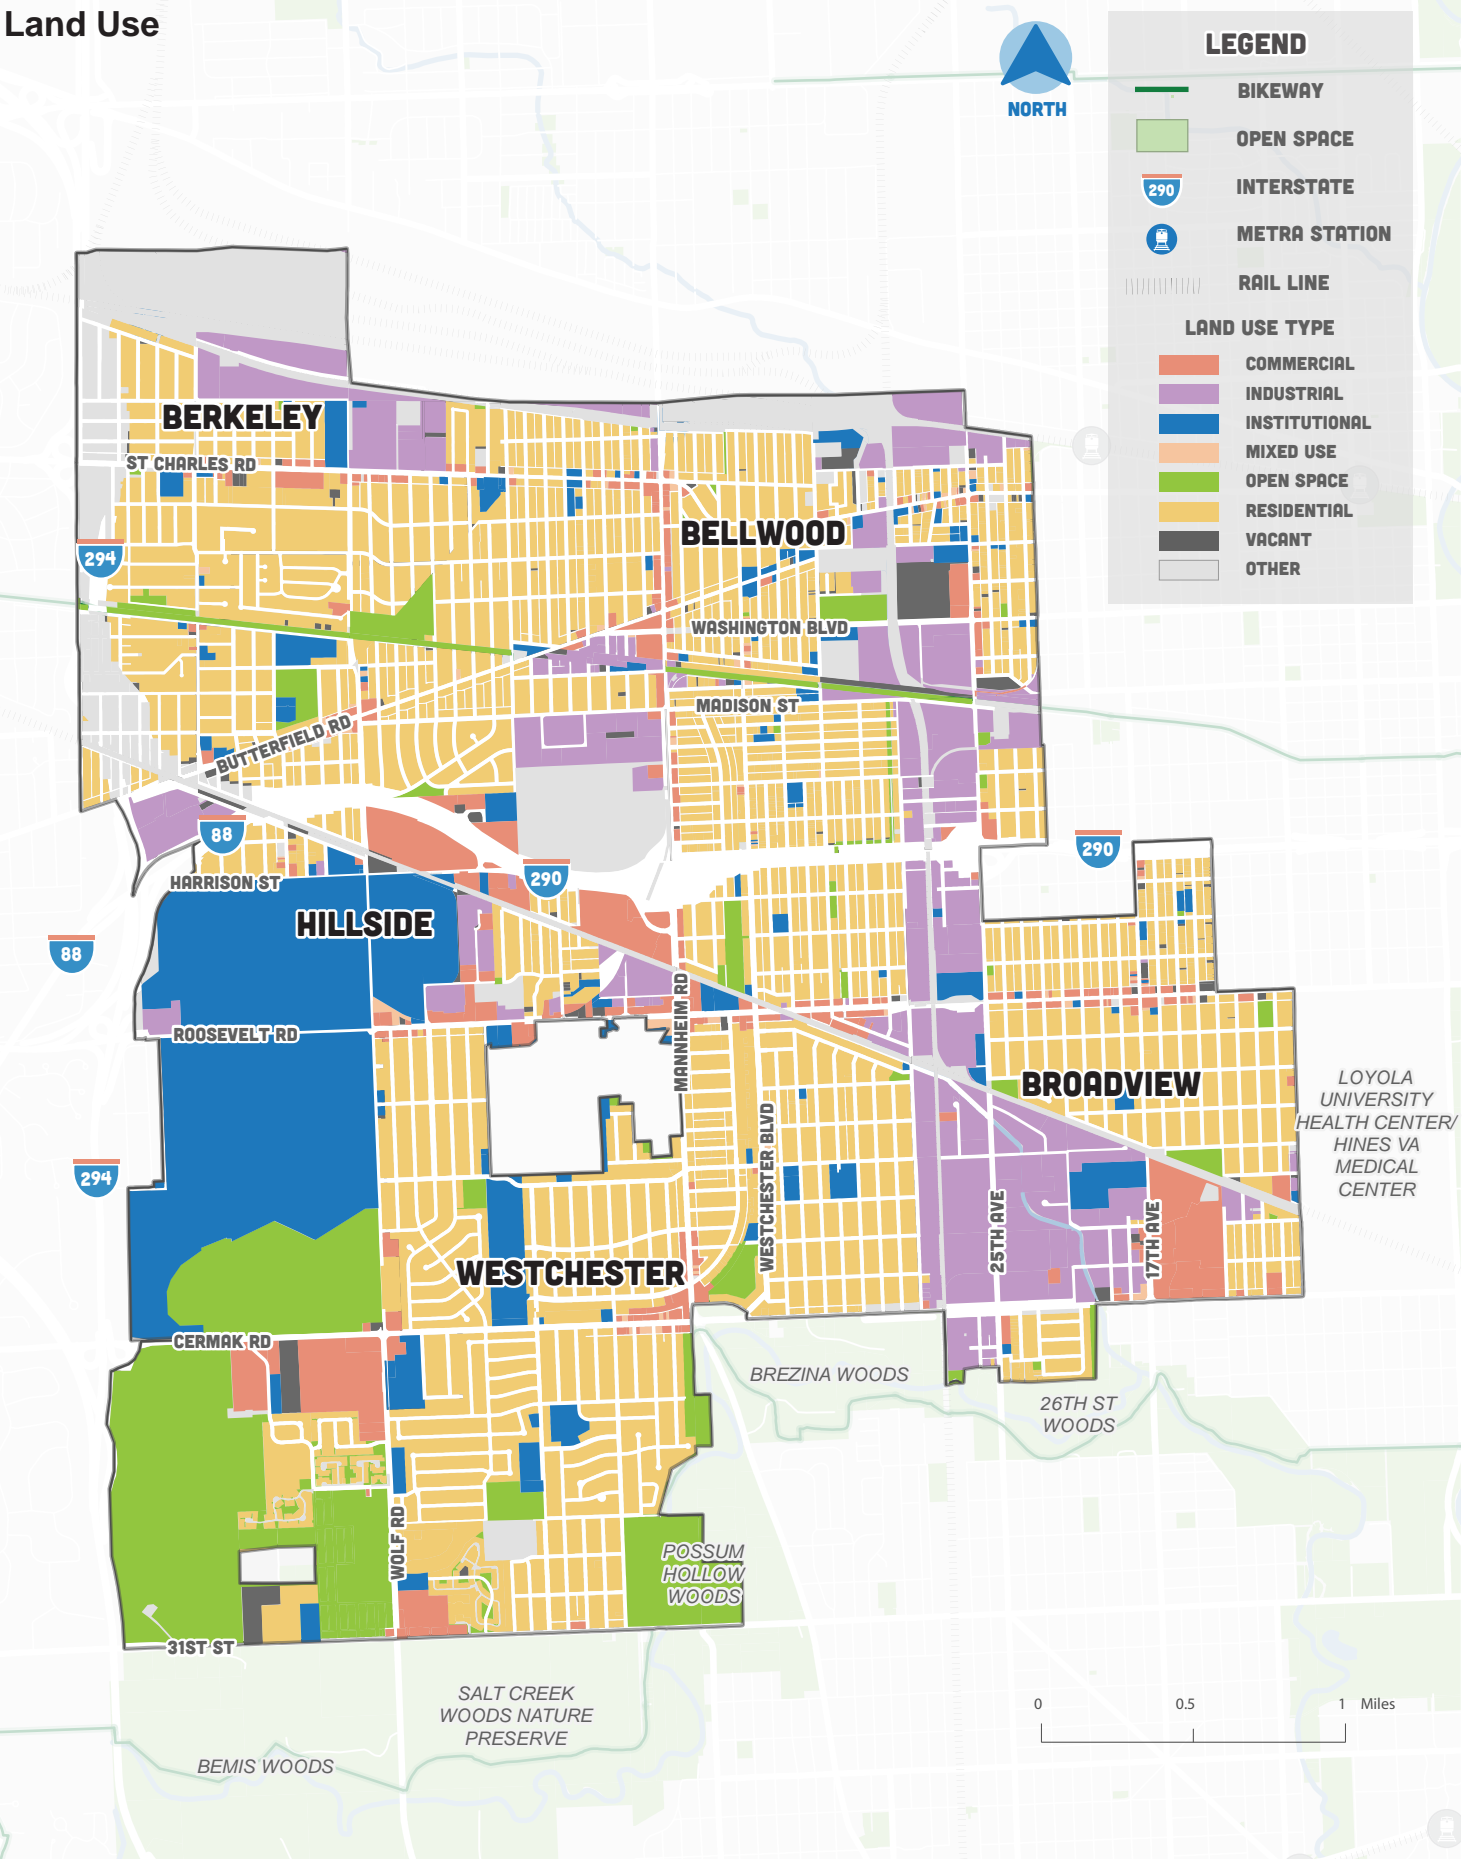 Land Use
NORTH
LEGEND
BIKEWAY
OPEN SPACE
290
INTERSTATE
METRA STATION
RAIL LINE
LAND USE TYPE
COMMERCIAL
INDUSTRIAL
INSTITUTIONAL
MIXED USE
OPEN SPACE
RESIDENTIAL
VACANT
OTHER
BERKELEY
ST CHARLES RD
BELLWOOD
294
WASHINGTON BLVD
MADISON ST
BUTTERFIELD RD
88
290
290
HARRISON ST
HILLSIDE
88
MANNHEIM RD
ROOSEVELT RD
BROADVIEW
LOYOLA
UNIVERSITY
HEALTH CENTER/
HINES VA
MEDICAL
CENTER
294
WESTCHESTER BLVD
25TH AVE
17TH AVE
WESTCHESTER
CERMAK RD
BREZINA WOODS
26TH ST
WOODS
WOLF RD
POSSUM
HOLLOW
WOODS
31ST ST
SALT CREEK
WOODS NATURE
PRESERVE
BEMIS WOODS
0 0.5 1 Miles